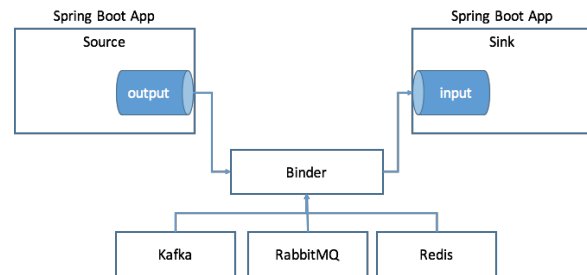 Spring Boot App
Spring Boot App
Source
Sink
output
input
Binder
Kafka
RabbitMQ
Redis